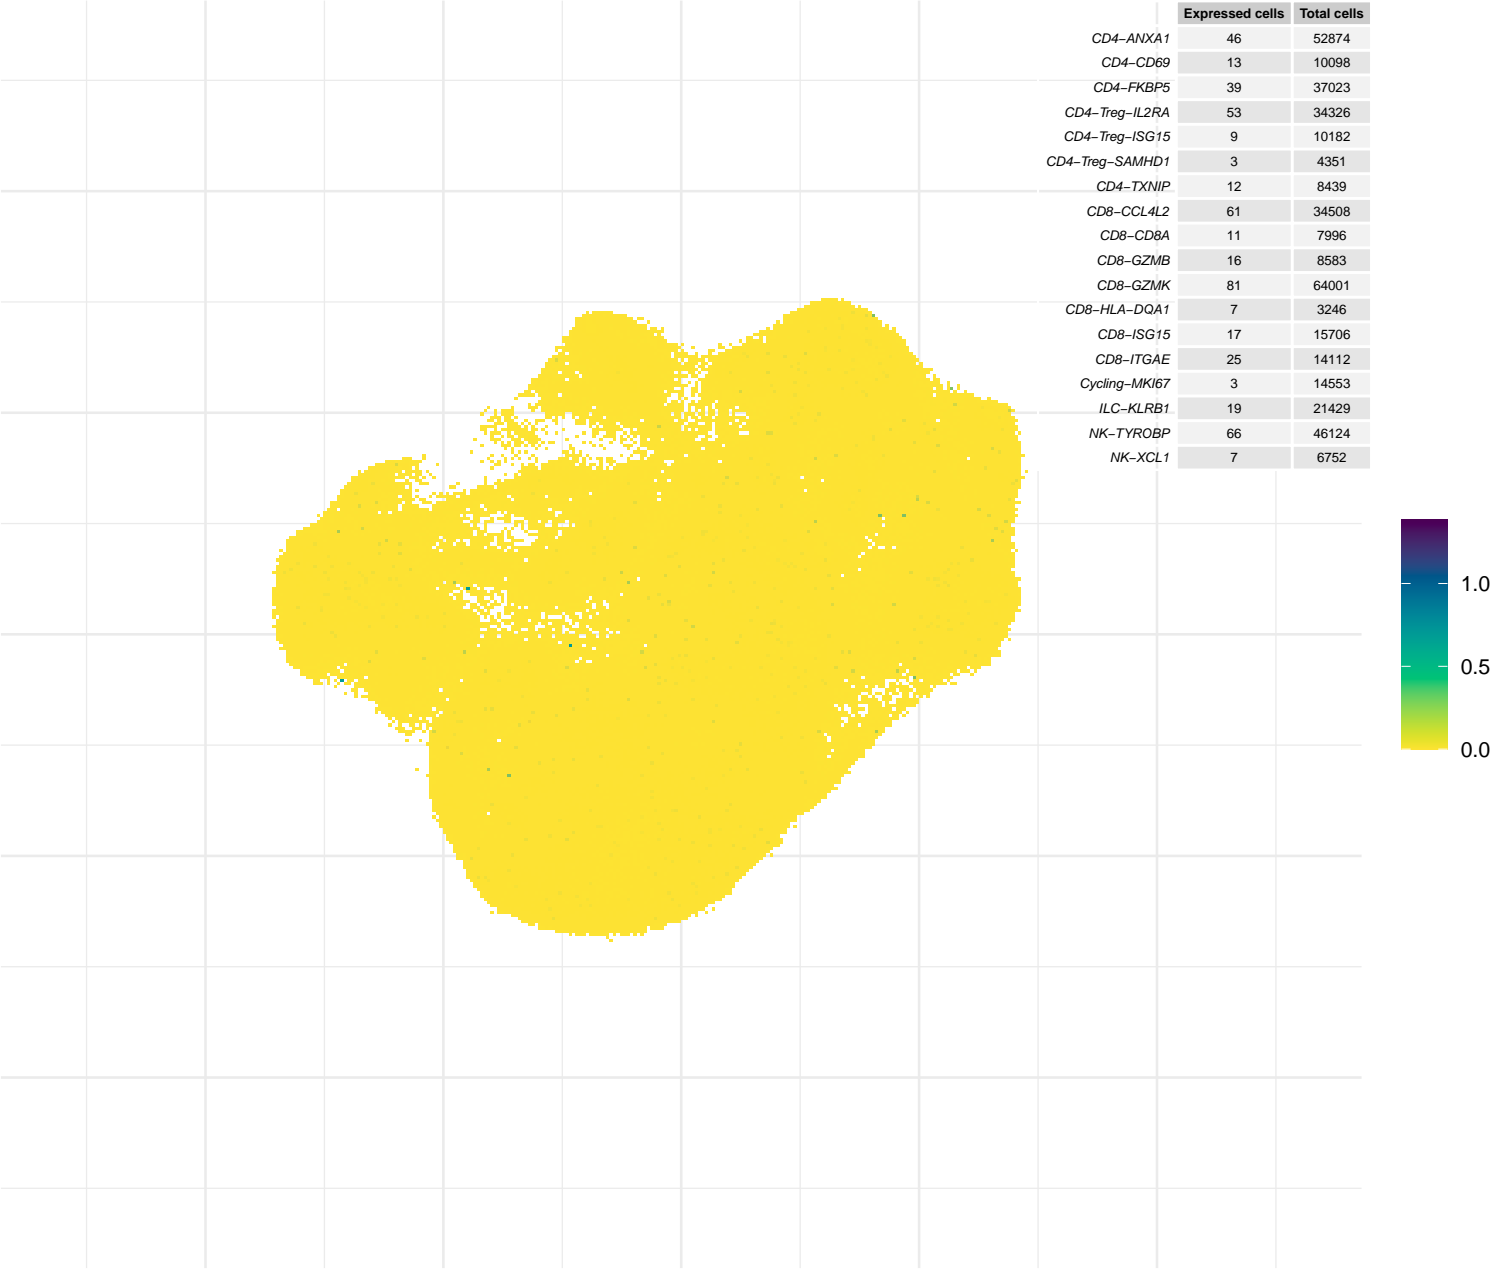 Expressed cells Total cells
CD4−ANXA1 46 52874
CD4−CD69 13 10098
CD4−FKBP5 39 37023
CD4−Treg−IL2RA 53 34326
CD4−Treg−ISG15 9 10182
CD4−Treg−SAMHD1 3 4351
CD4−TXNIP 12 8439
CD8−CCL4L2 61 34508
CD8−CD8A 11 7996
CD8−GZMB 16 8583
CD8−GZMK 81 64001
CD8−HLA−DQA1 7 3246
CD8−ISG15 17 15706
CD8−ITGAE 25 14112
Cycling−MKI67 3 14553
ILC−KLRB1 19 21429
NK−TYROBP 66 46124
NK−XCL1 7 6752
1.0
0.5
0.0